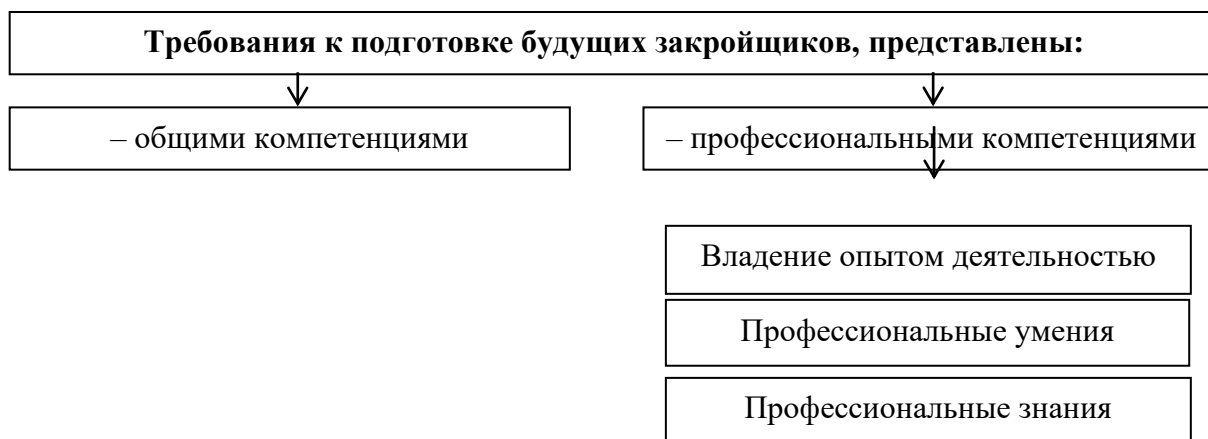 Требования к подготовке будущих закройщиков, представлены:
– общими компетенциями
– профессиональными компетенциями
Владение опытом деятельностью
Профессиональные умения
Профессиональные знания